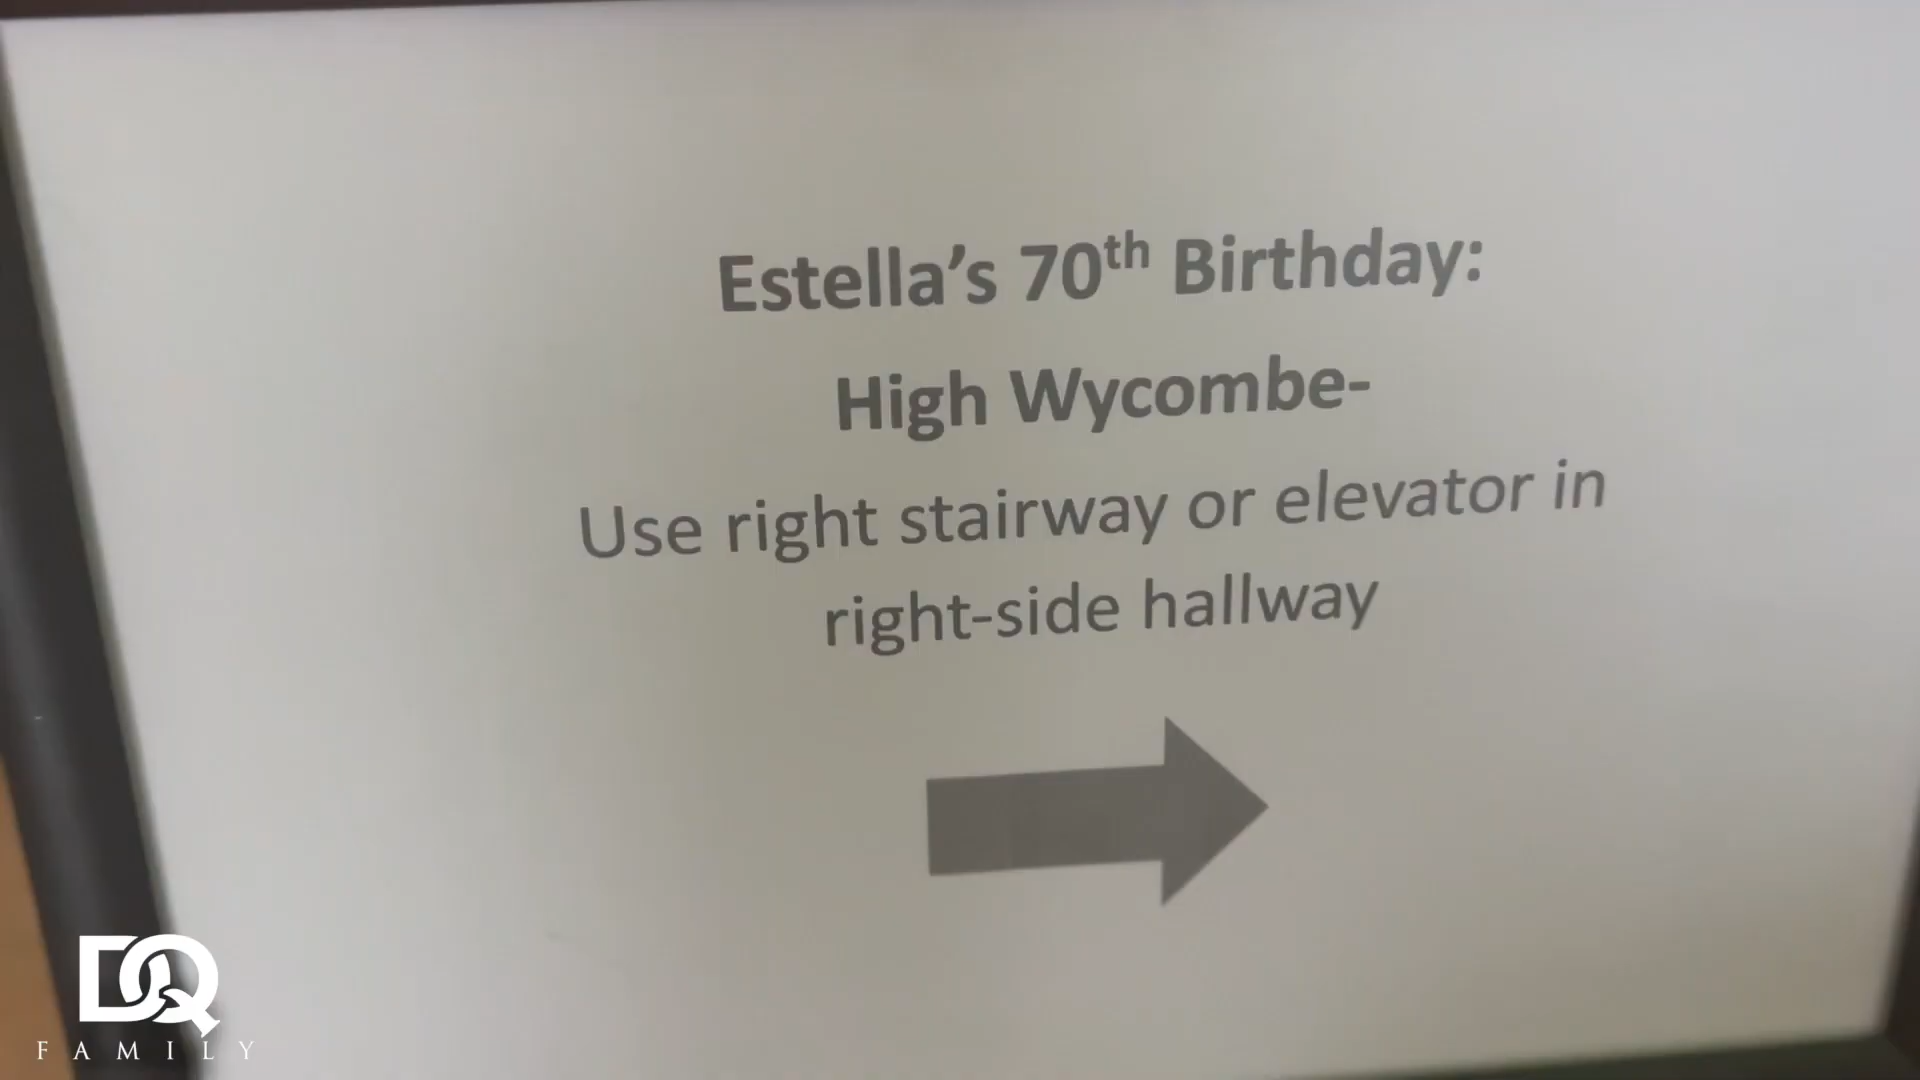 Estella's 70th Birthday:
High Wycombe-
Use right stairway or elevator in
right-side hallway
DQ
FAMILY